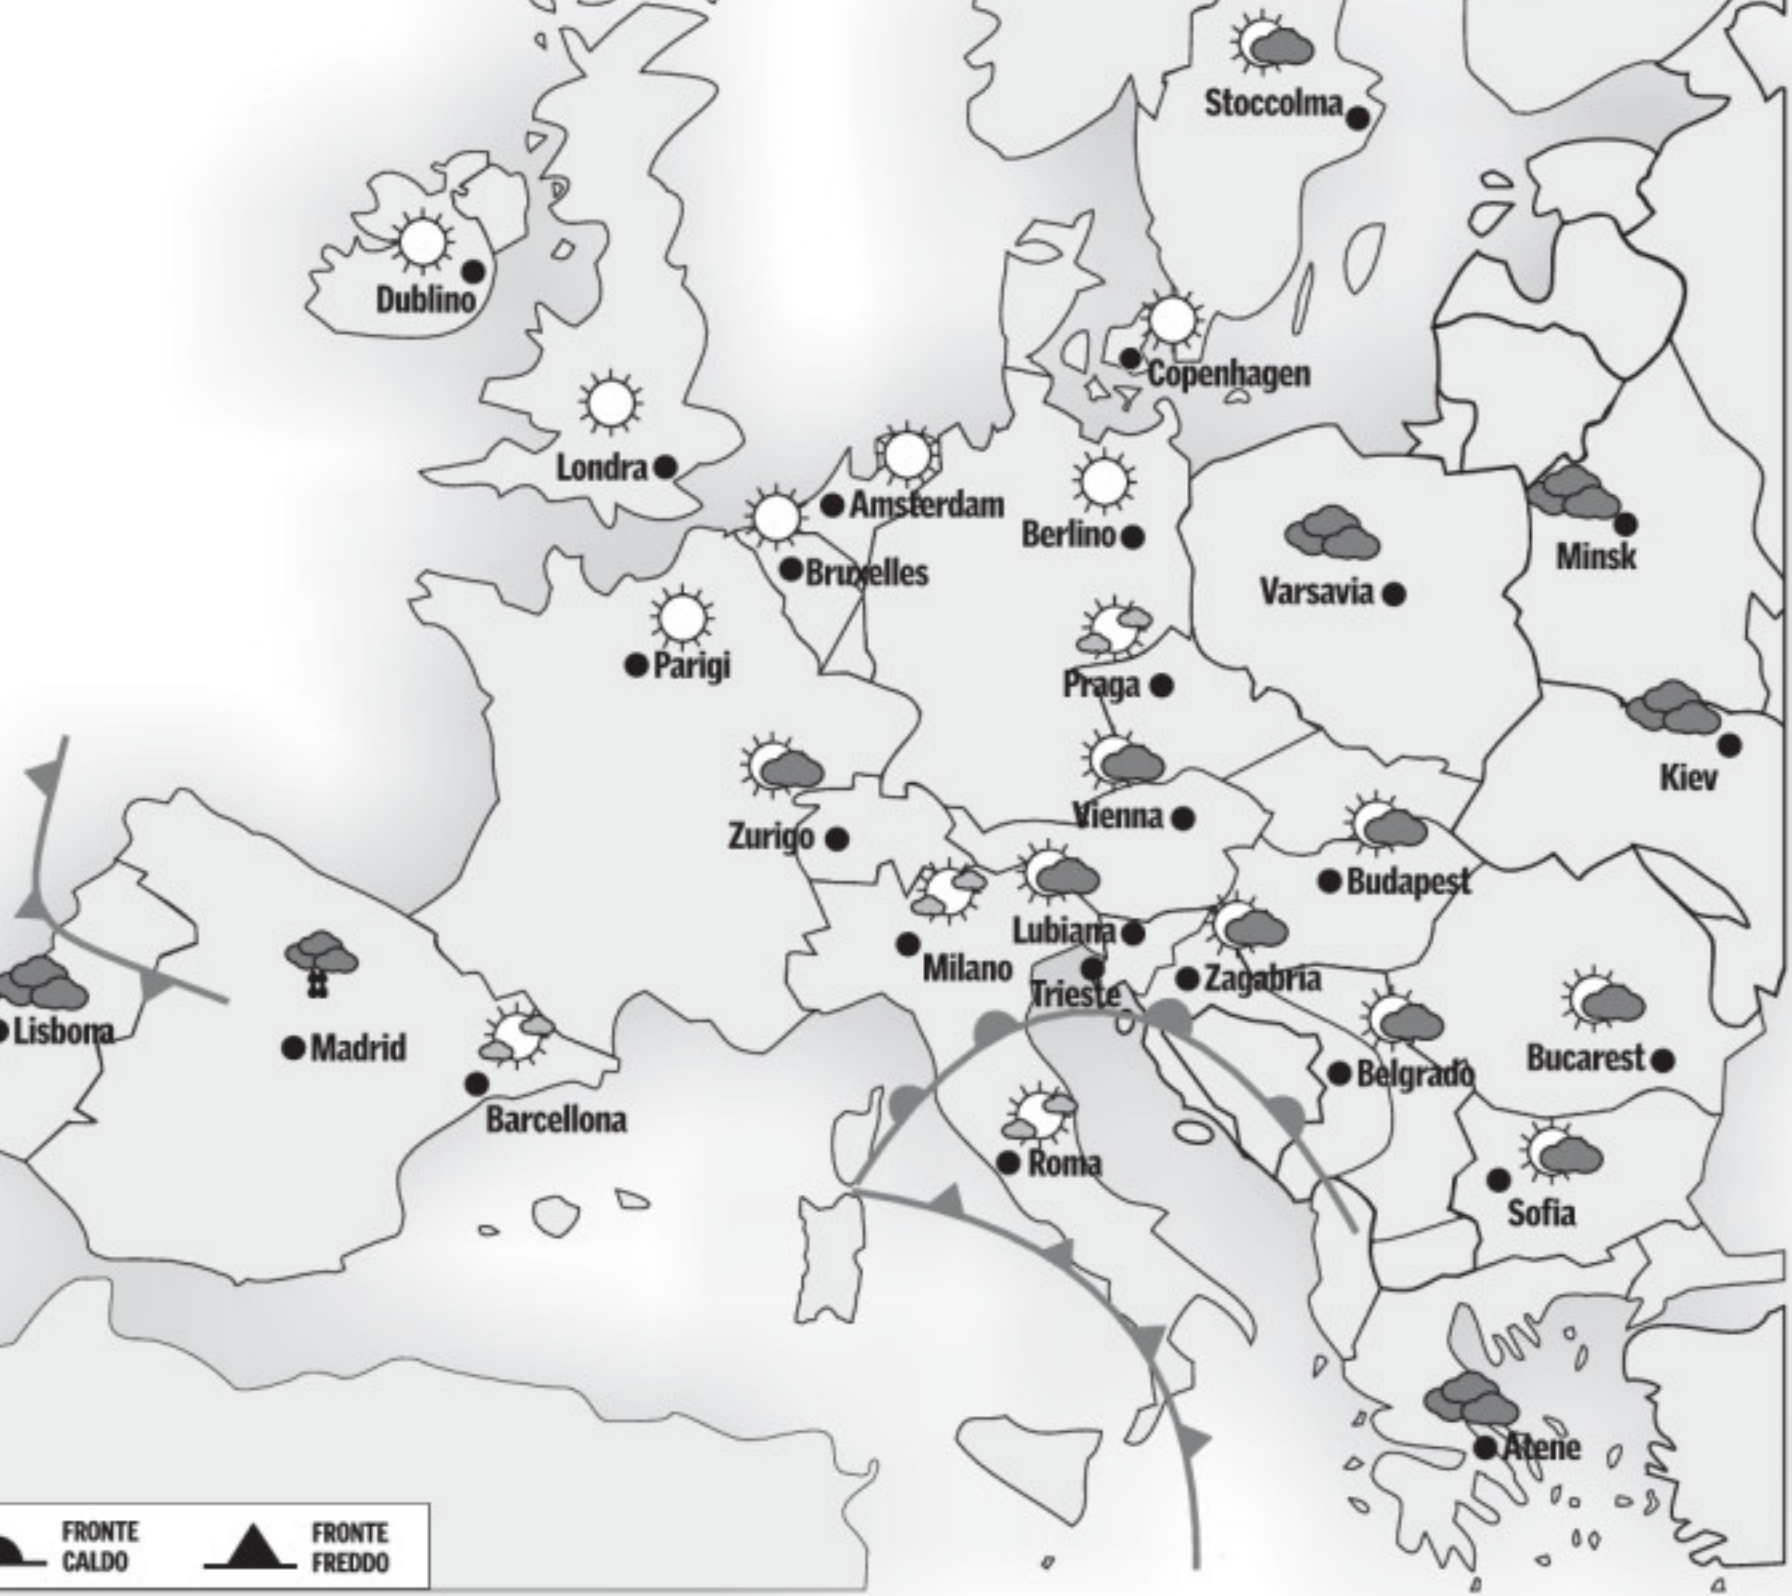 Stoccolma
Dublino
Copenhagen
Londra
Amsterdam
Berlino
Minsk
Bruxelles
Varsavia
Parigi
Praga
Kiev
Vienna
Zurigo
Budapest
Lubiana
Milano
Zagabria
Trieste
Lisbona
Madrid
Belgrado
Bucarest
Barcellona
Roma
Sofia
Atene
FRONTE
CALDO
FRONTE
FREDDO